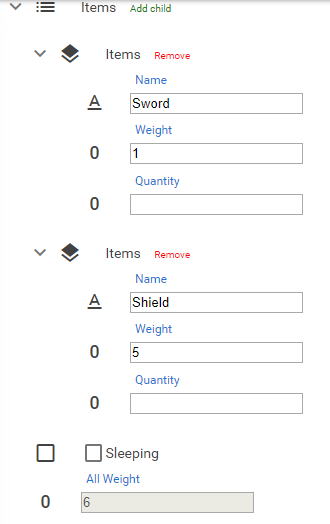 Items Add child
Items Remove
Name
A Sword
Weight
0 1
Quantity
0
Items Remove
Name
A Shield
Weight
0 5
Quantity
0
Sleeping
All Weight
0 6